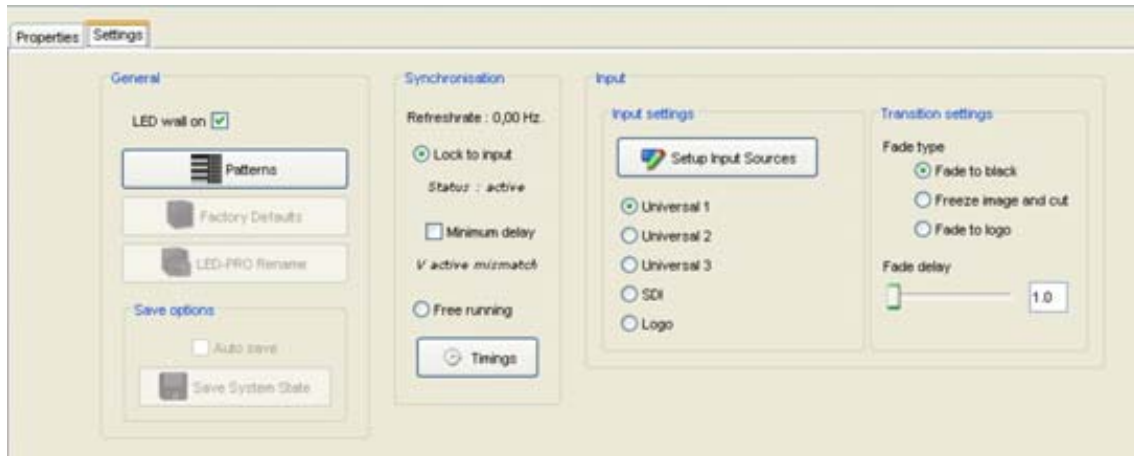 Properties
Settings
General
LED wall on
Patterns
Factory Defaults
LED-PRO Rename
Save options
Auto save
Save System State
Synchronisation
Refreshrate : 0,00 Hz
Lock to input
Status : active
Minimum delay
V active mismatch
Free running
Timings
Input
Input settings
Setup Input Sources
Universal 1
Universal 2
Universal 3
SDI
Logo
Transition settings
Fade type
Fade to black
Freeze image and cut
Fade to logo
Fade delay
1.0